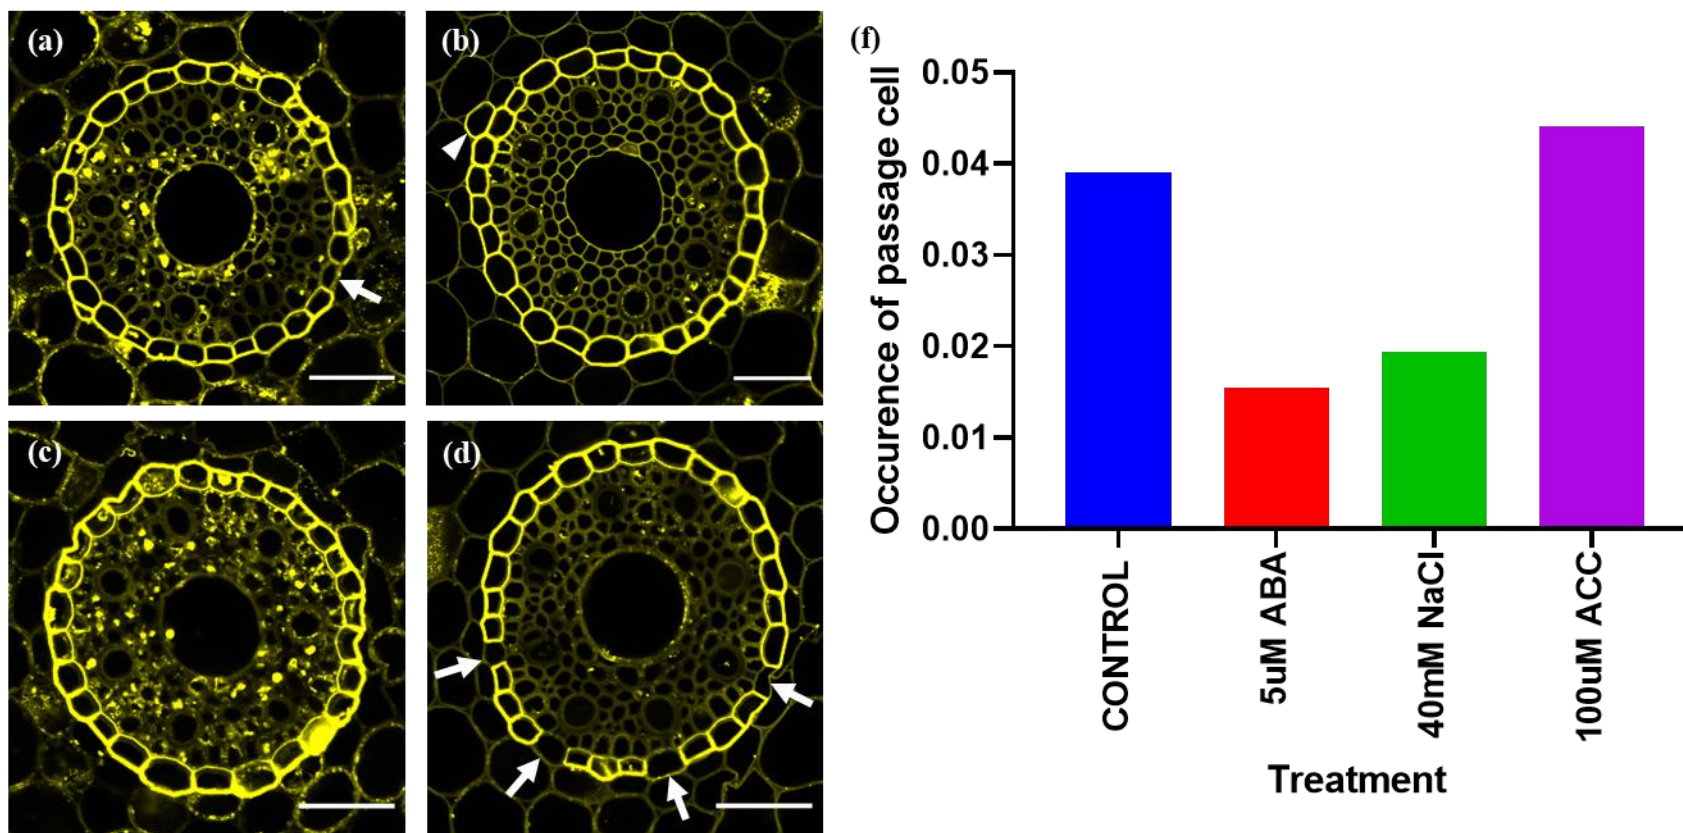 (a)
(b)
(c)
(d)
(f)
Occurence of passage cell
0.05
0.04
0.03
0.02
0.01
0.00
CONTROL
5uM ABA
40mM NaCl
100uM ACC
Treatment